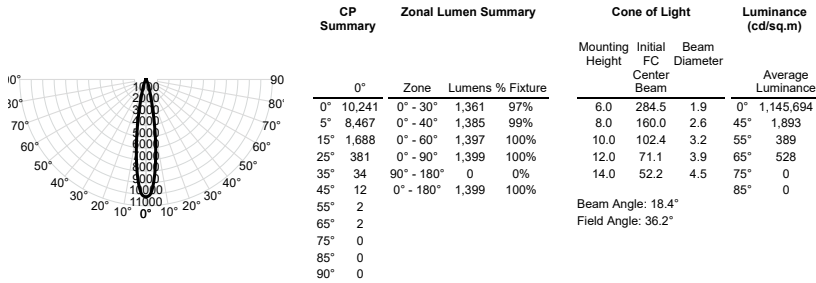 CP Summary
0°
0° 10,241
5° 8,467
15° 1,688
25° 381
35° 34
45° 12
55° 2
65° 2
75° 0
85° 0
90° 0
Zonal Lumen Summary
Zone Lumens % Fixture
0° - 30° 1,361 97%
0° - 40° 1,385 99%
0° - 60° 1,397 100%
0° - 90° 1,399 100%
90° - 180° 0 0%
0° - 180° 1,399 100%
Cone of Light
Mounting Height Initial FC Center Beam Beam Diameter
6.0 284.5 1.9
8.0 160.0 2.6
10.0 102.4 3.2
12.0 71.1 3.9
14.0 52.2 4.5
Beam Angle: 18.4°
Field Angle: 36.2°
Luminance (cd/sq.m)
Average Luminance
0° 1,145,694
45° 1,893
55° 389
65° 528
75° 0
85° 0
0° 90
80° 80°
70° 70°
60° 60°
50° 50°
40° 40°
30° 30°
20° 10° 0° 10° 20°
1000
2000
3000
4000
5000
6000
7000
8000
9000
10000
11000